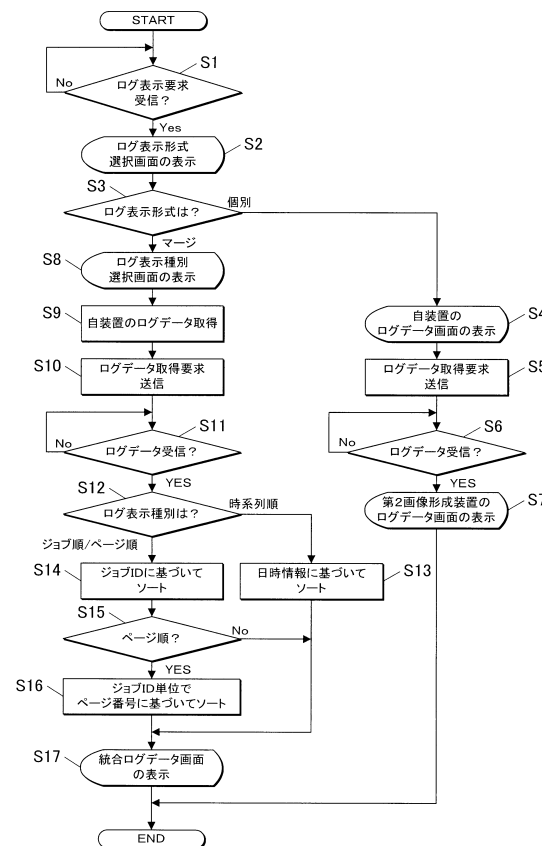 START
S1
No
ログ表示要求
受信？
Yes
S2
ログ表示形式
選択画面の表示
S3
ログ表示形式は？
個別
マージ
S8
ログ表示種別
選択画面の表示
S9
自装置のログデータ取得
S4
自装置の
ログデータ画面の表示
S10
ログデータ取得要求
送信
S5
ログデータ取得要求
送信
S11
No
ログデータ受信？
YES
S6
No
ログデータ受信？
YES
S12
ログ表示種別は？
時系列順
ジョブ順/ページ順
S7
第2画像形成装置の
ログデータ画面の表示
S14
ジョブIDに基づいて
ソート
S13
日時情報に基づいて
ソート
S15
ページ順？
No
YES
S16
ジョブID単位で
ページ番号に基づいてソート
S17
統合ログデータ画面
の表示
END